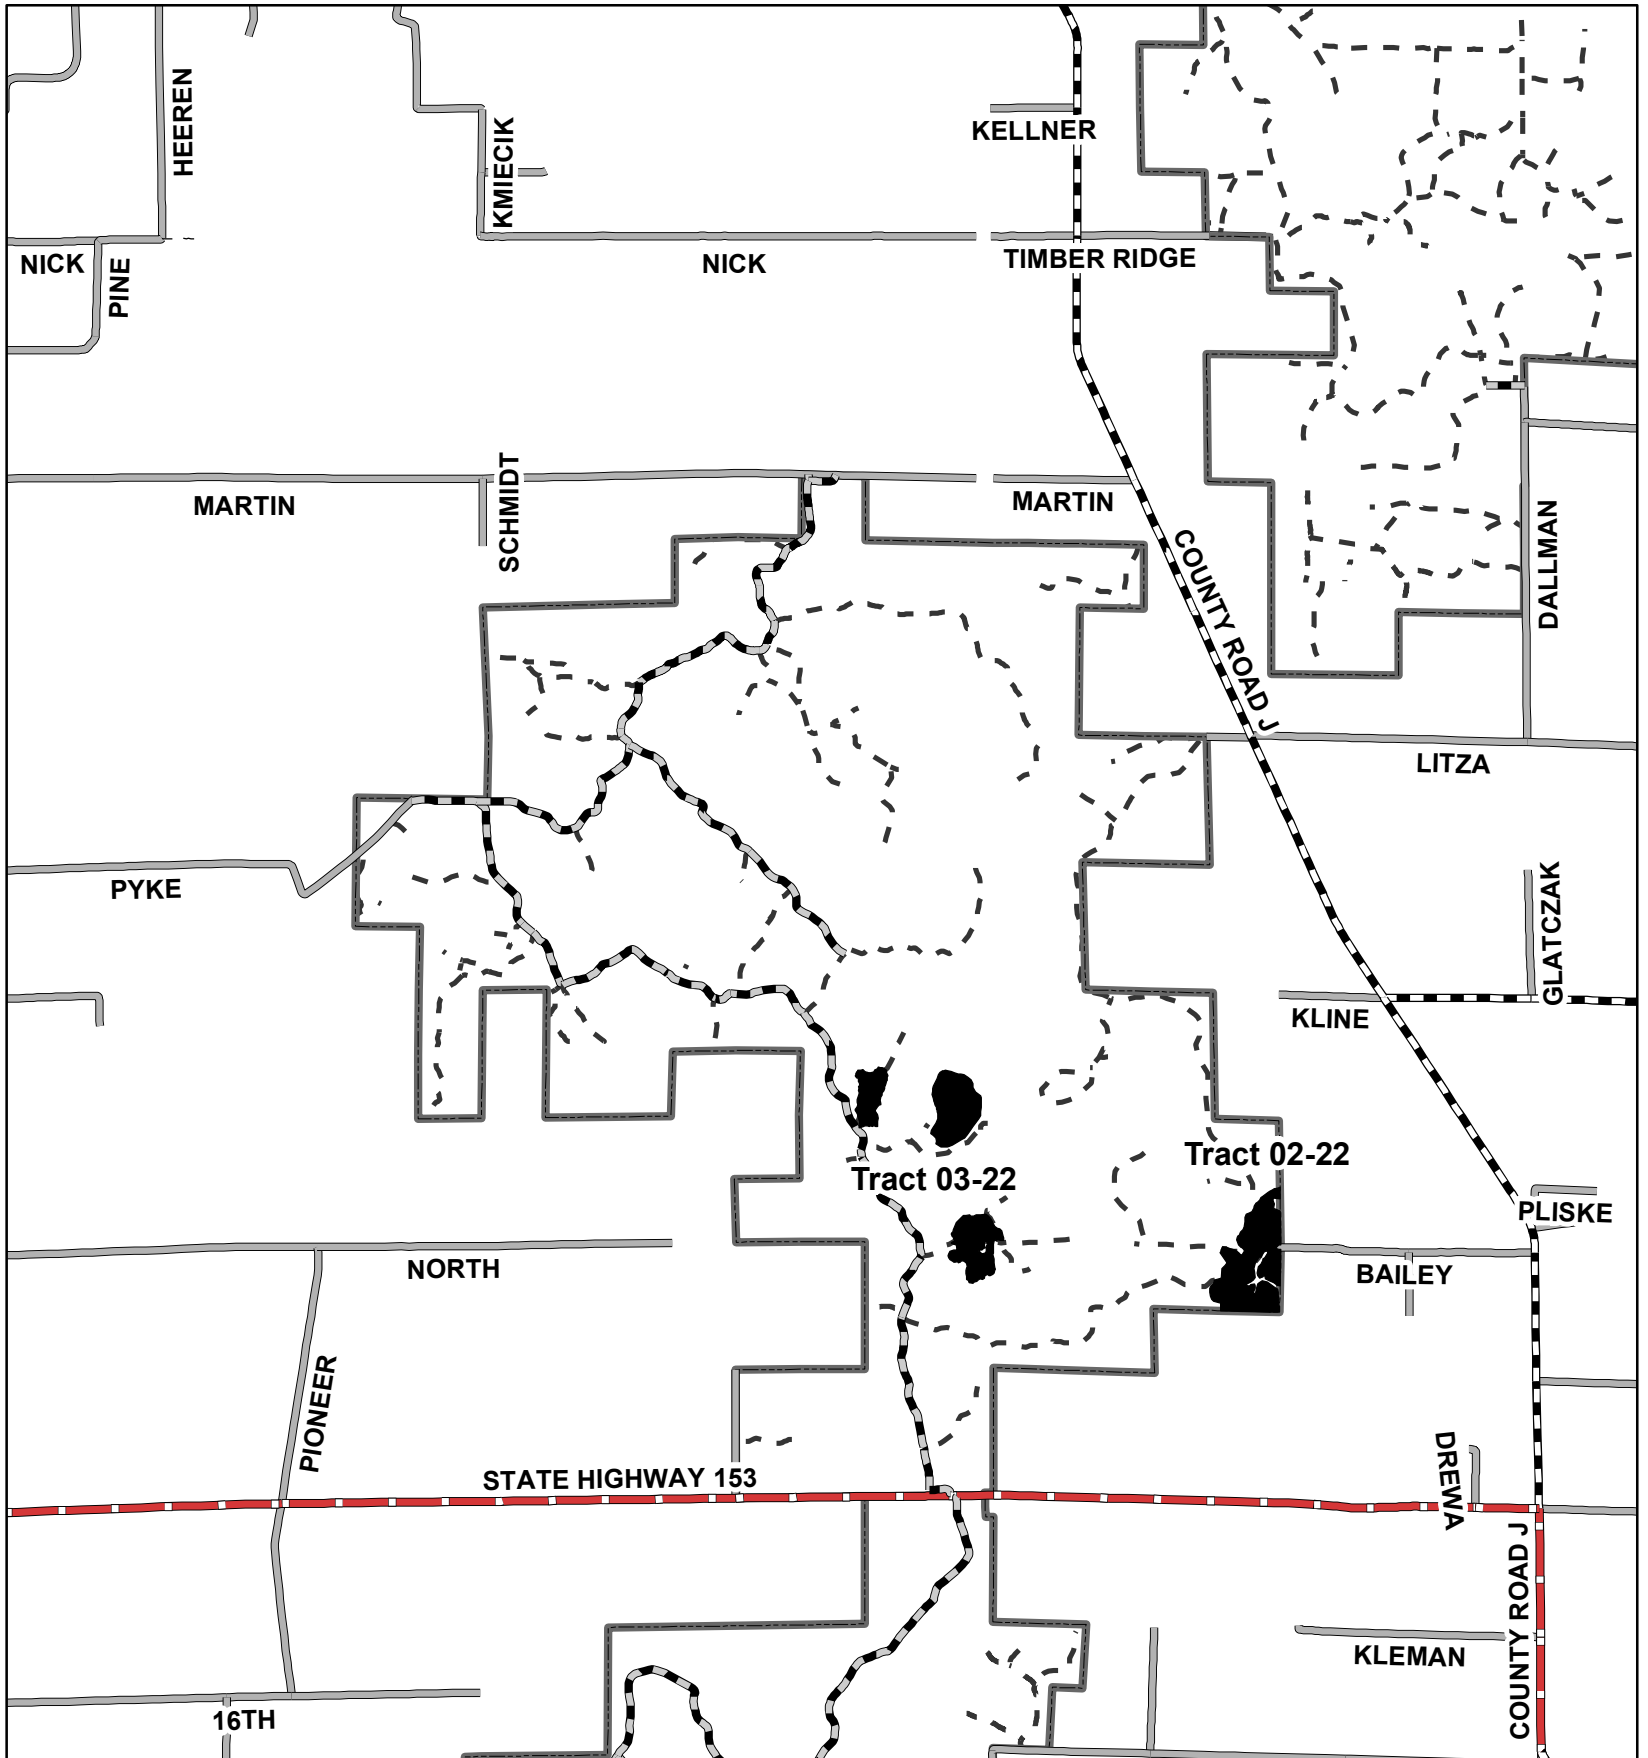 HEEREN
KMIECIK
KELLNER
NICK
PINE
NICK
TIMBER RIDGE
MARTIN
SCHMIDT
MARTIN
COUNTY ROAD J
DALLMAN
LITZA
PYKE
GLATCZAK
KLINE
Tract 02-22
Tract 03-22
PLISKE
NORTH
BAILEY
PIONEER
STATE HIGHWAY 153
DREWA
COUNTY ROAD J
KLEMAN
16TH